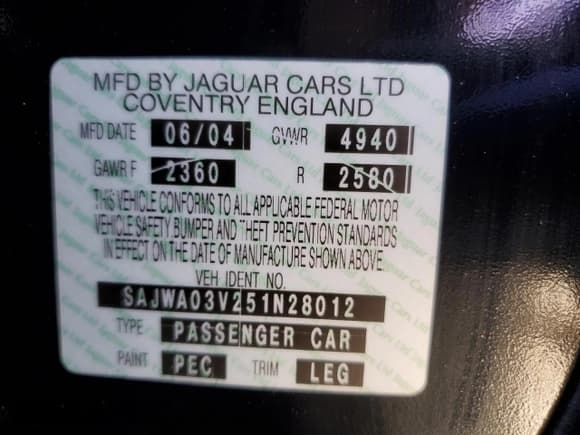 MFD BY JAGUAR CARS LTD
COVENTRY ENGLAND
MFD DATE 06/04 GVWR 4940
GAWR F 2360 R 2580
THIS VEHICLE CONFORMS TO ALL APPLICABLE FEDERAL MOTOR
VEHICLE SAFETY BUMPER AND THEFT PREVENTION STANDARDS
IN EFFECT ON THE DATE OF MANUFACTURE SHOWN ABOVE.
VEH IDENT NO.
SAJWA03V251N28012
TYPE PASSENGER CAR
PAINT PEC TRIM LEG